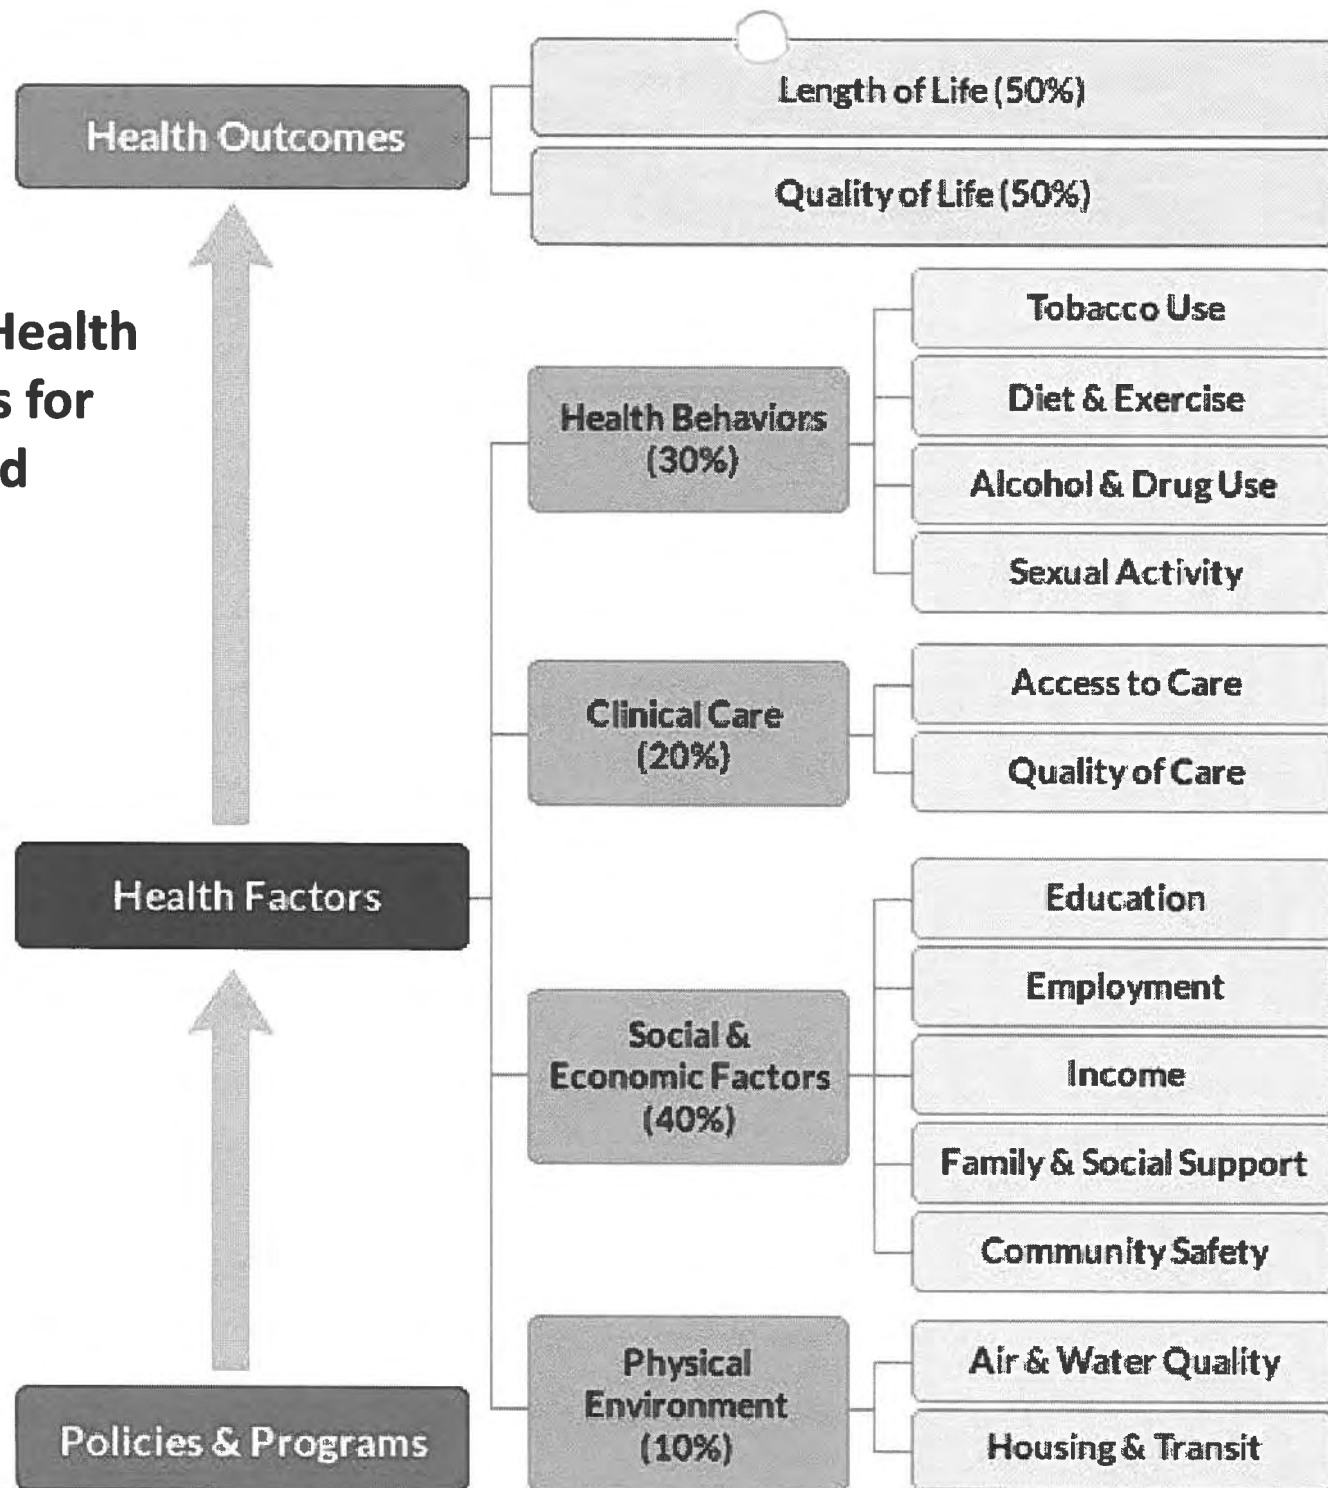 Length of Life (50%)
Health Outcomes
Quality of Life (50%)
Health
s for
d
Tobacco Use
Health Behaviors
(30%)
Diet & Exercise
Alcohol & Drug Use
Sexual Activity
Clinical Care
(20%)
Access to Care
Quality of Care
Health Factors
Social &
Economic Factors
(40%)
Education
Employment
Income
Family & Social Support
Community Safety
Policies & Programs
Physical
Environment
(10%)
Air & Water Quality
Housing & Transit